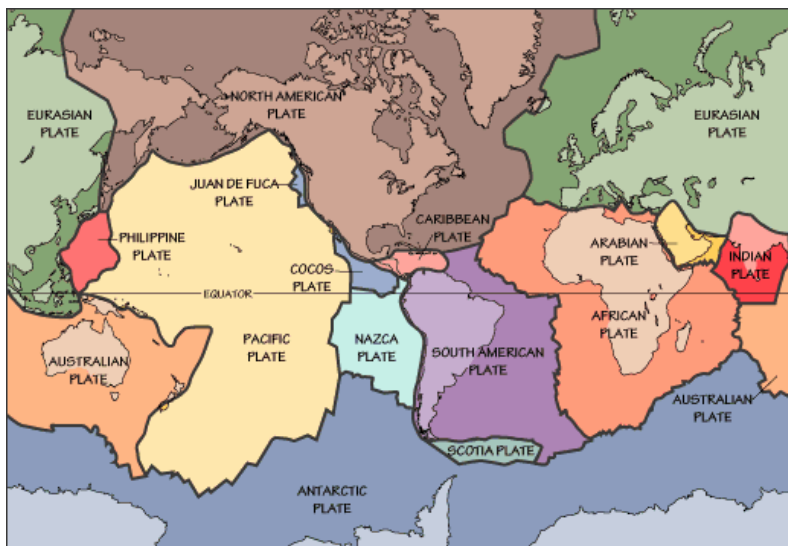 NORTH AMERICAN
PLATE
EURASIAN
PLATE
EURASIAN
PLATE
JUAN DE FUCA
PLATE
CARIBBEAN
PLATE
PHILIPPINE
PLATE
ARABIAN
PLATE
INDIAN
PLATE
COCOS
PLATE
EQUATOR
AFRICAN
PLATE
AUSTRALIAN
PLATE
PACIFIC
PLATE
NAZCA
PLATE
SOUTH AMERICAN
PLATE
AUSTRALIAN
PLATE
SCOTIA PLATE
ANTARCTIC
PLATE